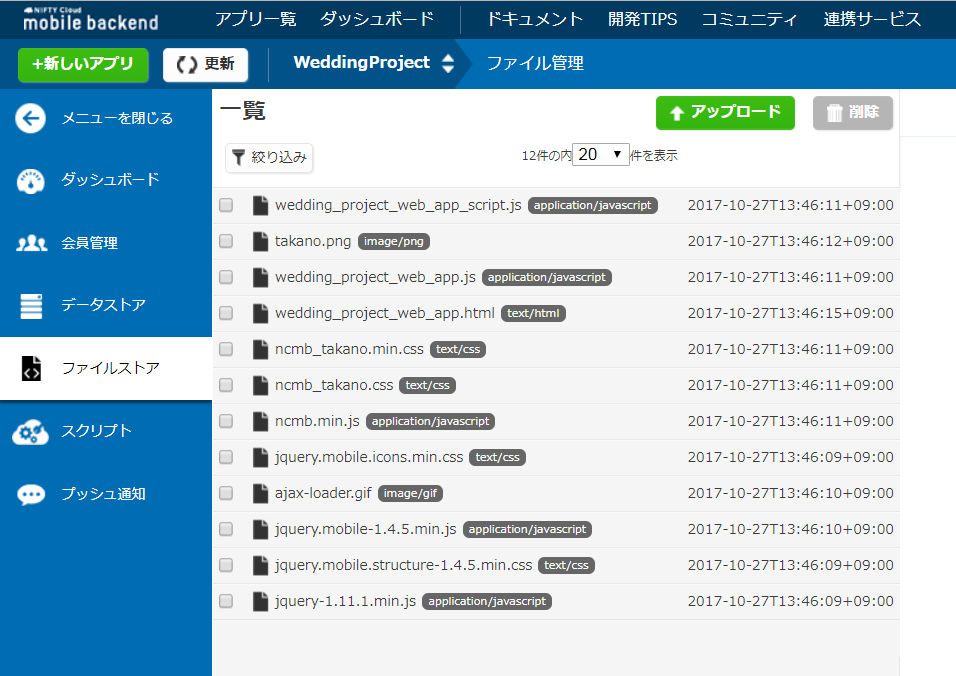 NIFTY Cloud
mobile backend
アプリ一覧 ダッシュボード ドキュメント 開発TIPS コミュニティ 連携サービス
+新しいアプリ 更新 WeddingProject ファイル管理
メニューを閉じる
ダッシュボード
会員管理
データストア
ファイルストア
スクリプト
プッシュ通知
一覧 アップロード 削除
絞り込み 12件の内 20 ▼ 件を表示
wedding_project_web_app_script.js application/javascript 2017-10-27T13:46:11+09:00
takano.png image/png 2017-10-27T13:46:12+09:00
wedding_project_web_app.js application/javascript 2017-10-27T13:46:11+09:00
wedding_project_web_app.html text/html 2017-10-27T13:46:15+09:00
ncmb_takano.min.css text/css 2017-10-27T13:46:11+09:00
ncmb_takano.css text/css 2017-10-27T13:46:11+09:00
ncmb.min.js application/javascript 2017-10-27T13:46:11+09:00
jquery.mobile.icons.min.css text/css 2017-10-27T13:46:09+09:00
ajax-loader.gif image/gif 2017-10-27T13:46:10+09:00
jquery.mobile-1.4.5.min.js application/javascript 2017-10-27T13:46:10+09:00
jquery.mobile.structure-1.4.5.min.css text/css 2017-10-27T13:46:09+09:00
jquery-1.11.1.min.js application/javascript 2017-10-27T13:46:09+09:00